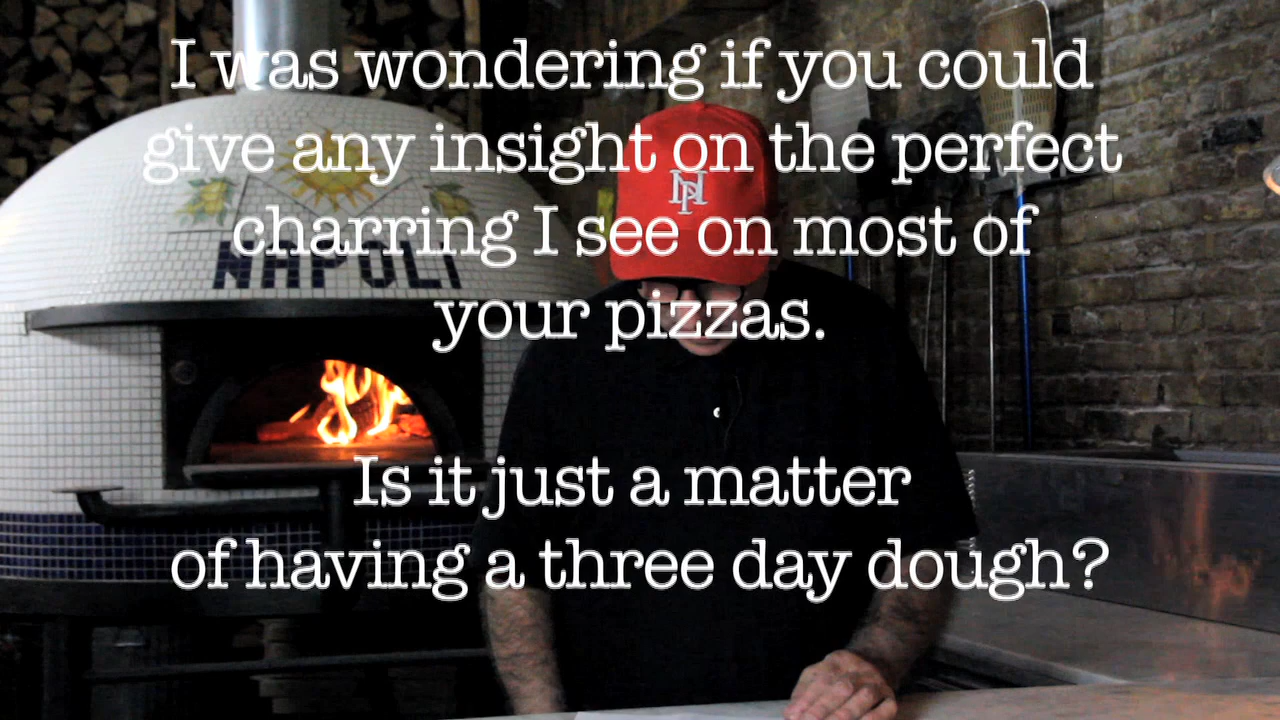 I was wondering if you could
give any insight on the perfect
charring I see on most of
your pizzas.
Is it just a matter
of having a three day dough?
NAPOLI